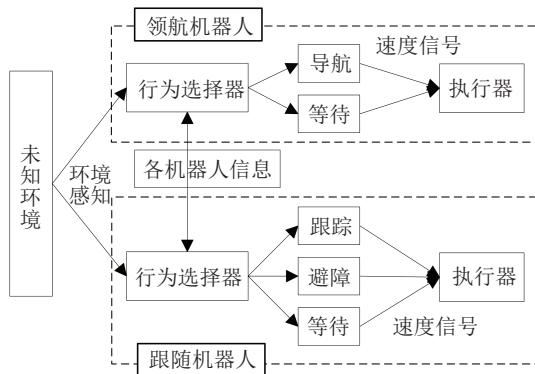 领航机器人
速度信号
导航
行为选择器
执行器
等待
未知环境
环境
感知
各机器人信息
跟踪
行为选择器
避障
执行器
等待
速度信号
跟随机器人